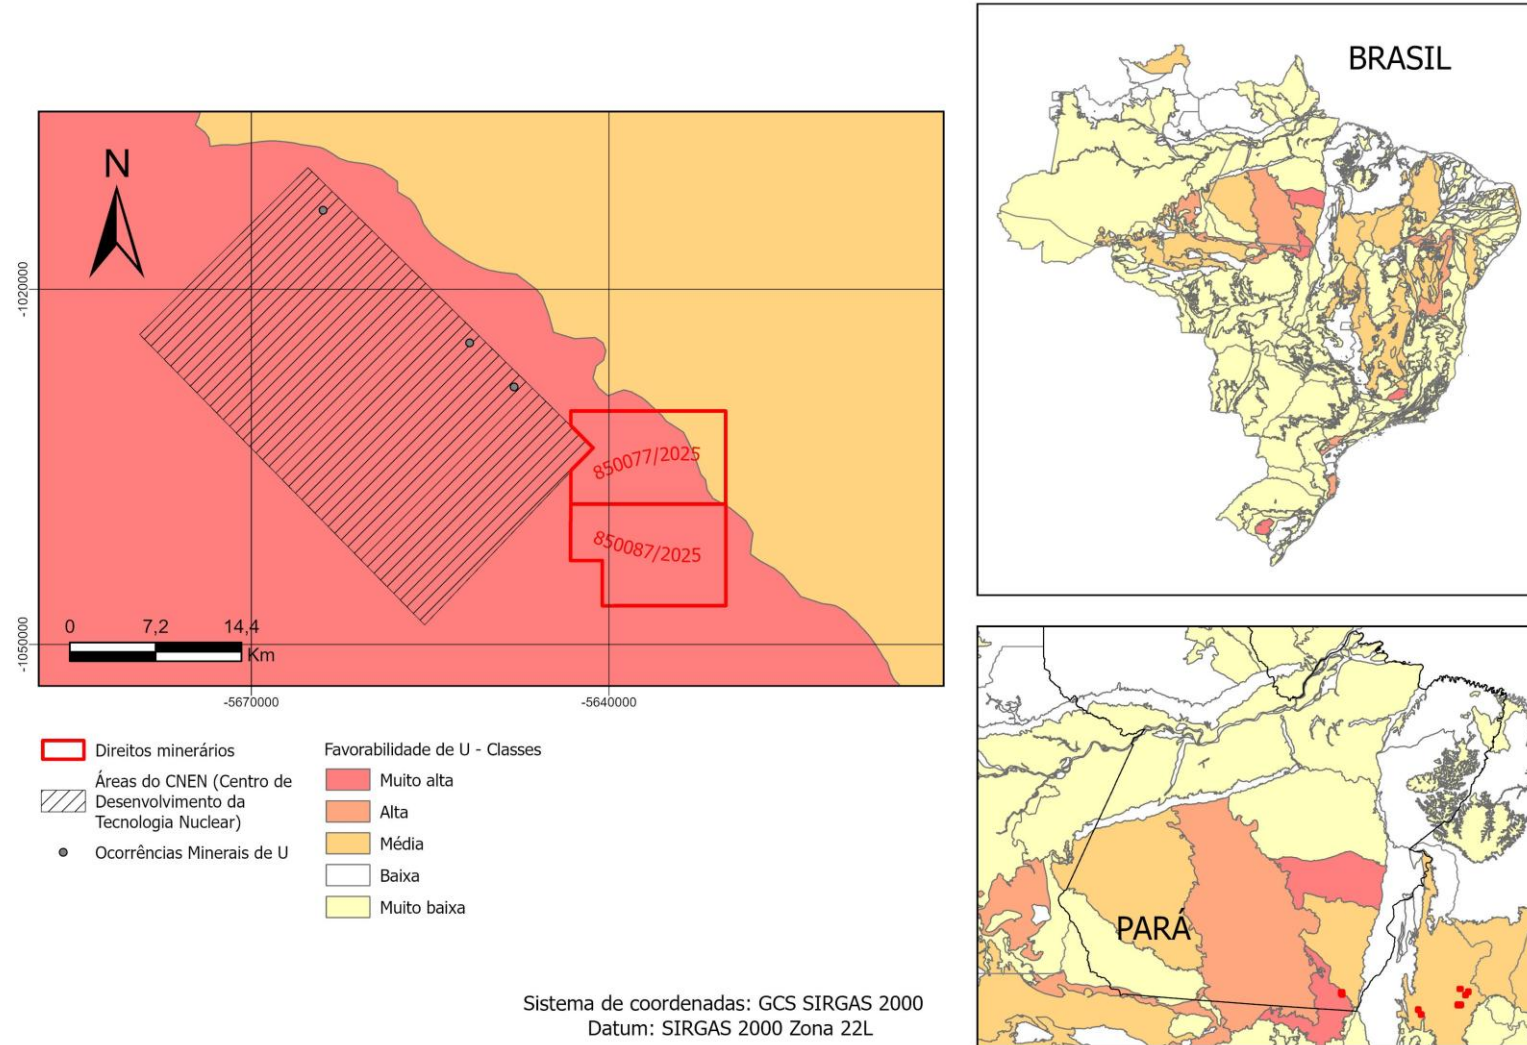 BRASIL
N
-1020000
850077/2025
850087/2025
0 7,2 14,4
Km
-1050000
-5670000 -5640000
Direitos minerários
Áreas do CNEN (Centro de
Desenvolvimento da
Tecnologia Nuclear)
Ocorrências Minerais de U
Favorabilidade de U - Classes
Muito alta
Alta
Média
Baixa
Muito baixa
PARÁ
Sistema de coordenadas: GCS SIRGAS 2000
Datum: SIRGAS 2000 Zona 22L